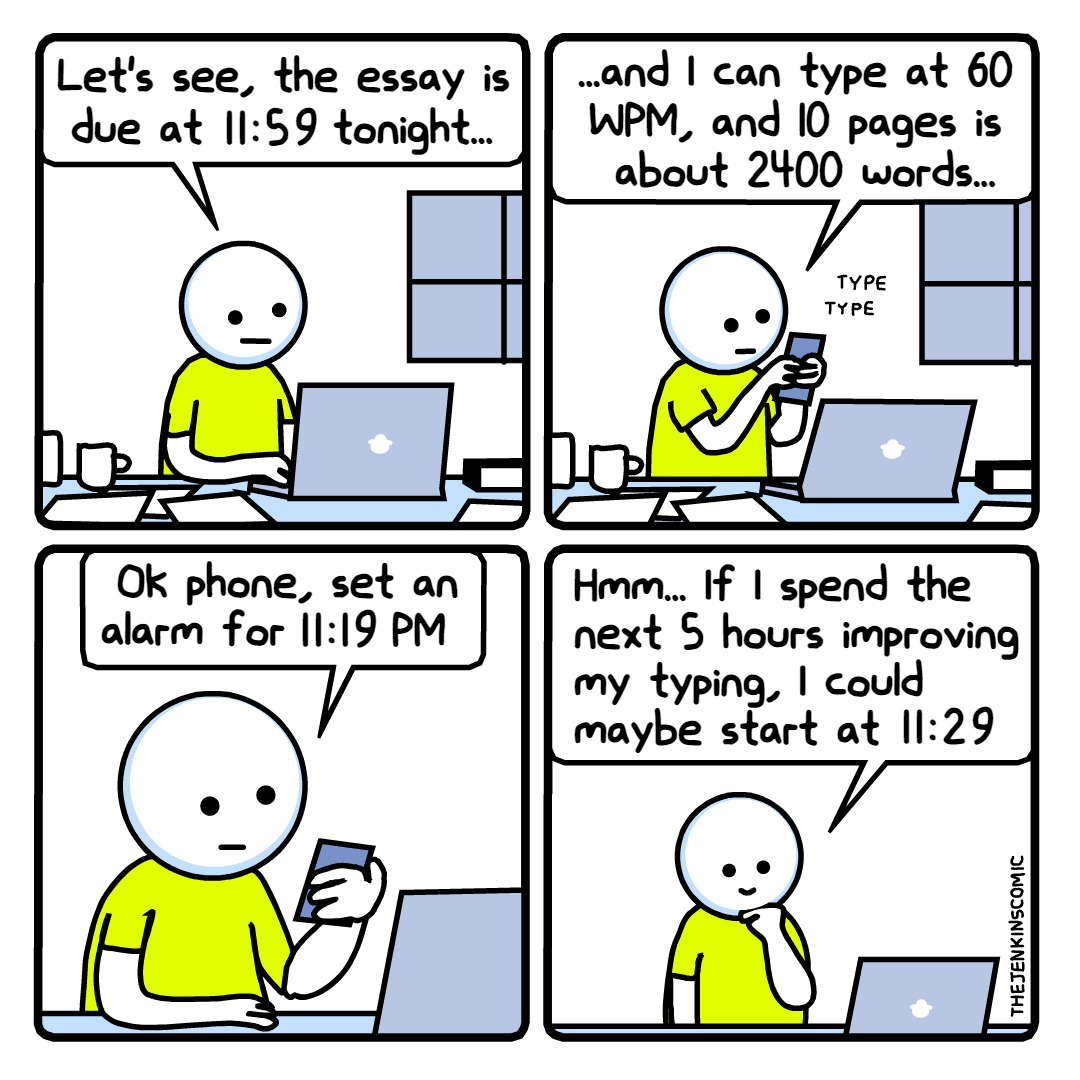 Let's see, the essay is
due at 11:59 tonight...
...and I can type at 60
WPM, and 10 pages is
about 2400 words...
TYPE
TYPE
Ok phone, set an
alarm for 11:19 PM
Hmm... If I spend the
next 5 hours improving
my typing, I could
maybe start at 11:29
THEJENKINSCOMIC